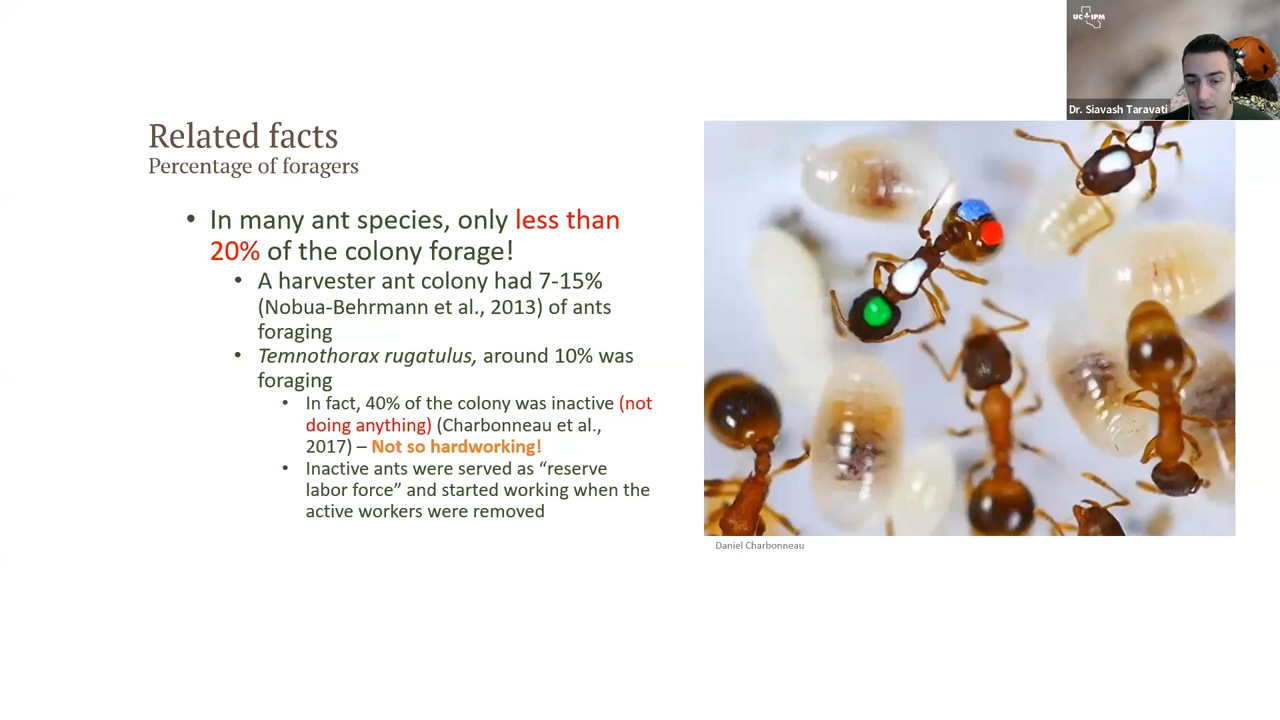 UC IPM
Dr. Siavash Taravati
Related facts
Percentage of foragers
• In many ant species, only less than
20% of the colony forage!
• A harvester ant colony had 7-15%
(Nobua-Behrmann et al., 2013) of ants
foraging
• Temnothorax rugatulus, around 10% was
foraging
• In fact, 40% of the colony was inactive (not
doing anything) (Charbonneau et al.,
2017) – Not so hardworking!
• Inactive ants were served as “reserve
labor force” and started working when the
active workers were removed
Daniel Charbonneau